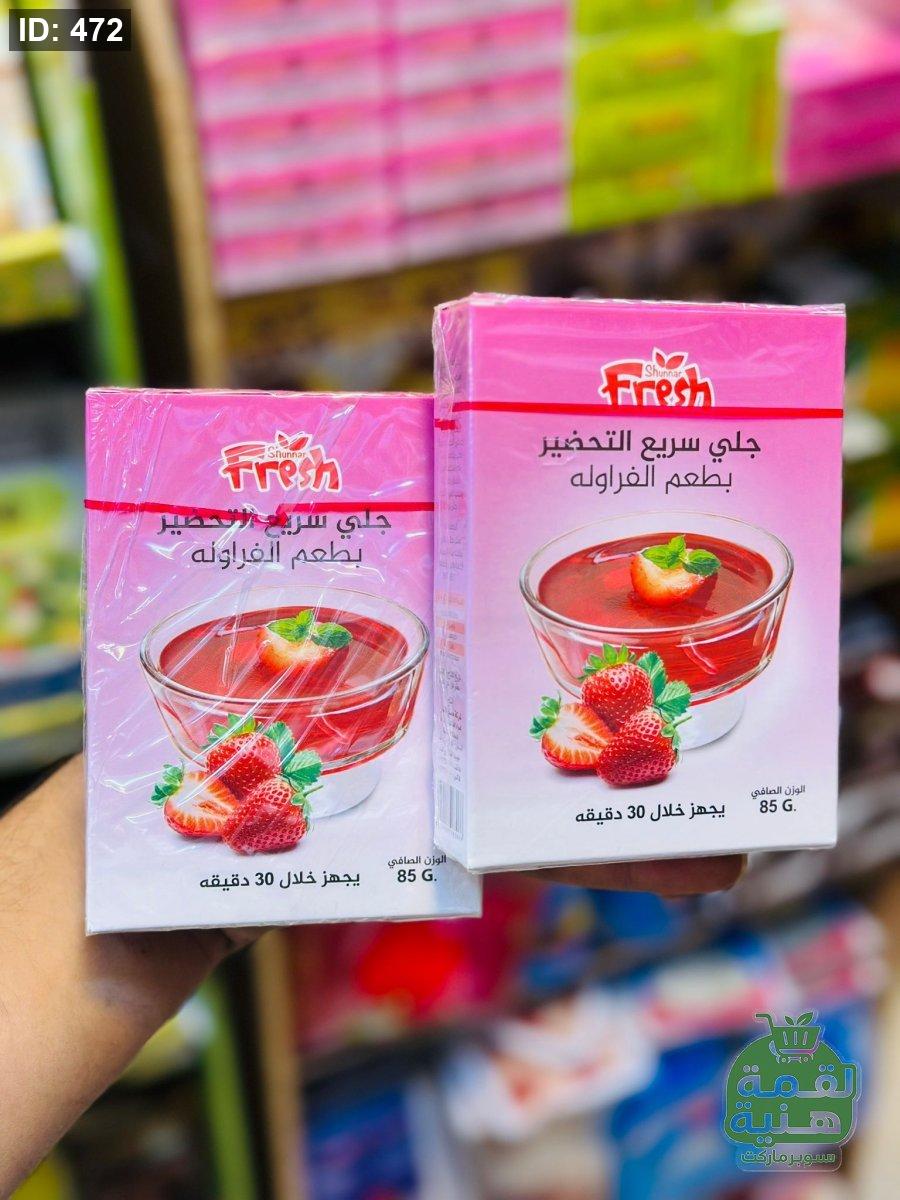 ID: 472
Shunnar
Fresh
جلي سريع التحضير
بطعم الفراوله
يجهز خلال 30 دقيقه
الوزن الصافي
85 G.
Shunnar
Fresh
جلي سريع التحضير
بطعم الفراوله
يجهز خلال 30 دقيقه
الوزن الصافي
85 G.
لقمة
هنية
سوبرماركت